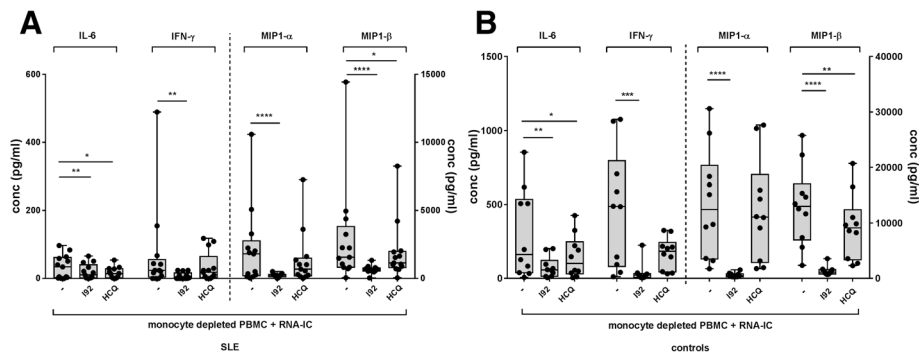 A
IL-6 IFN-γ MIP1-α MIP1-β
600 15000
400 10000
200 5000
0 0
conc (pg/ml)
conc (pg/ml)
** * ** **** **** *
- I92 HCQ - I92 HCQ - I92 HCQ - I92 HCQ
monocyte depleted PBMC + RNA-IC
SLE
B
IL-6 IFN-γ MIP1-α MIP1-β
1500 40000
1000 30000
500 20000
0 10000
0
conc (pg/ml)
conc (pg/ml)
** * *** **** **** **
- I92 HCQ - I92 HCQ - I92 HCQ - I92 HCQ
monocyte depleted PBMC + RNA-IC
controls